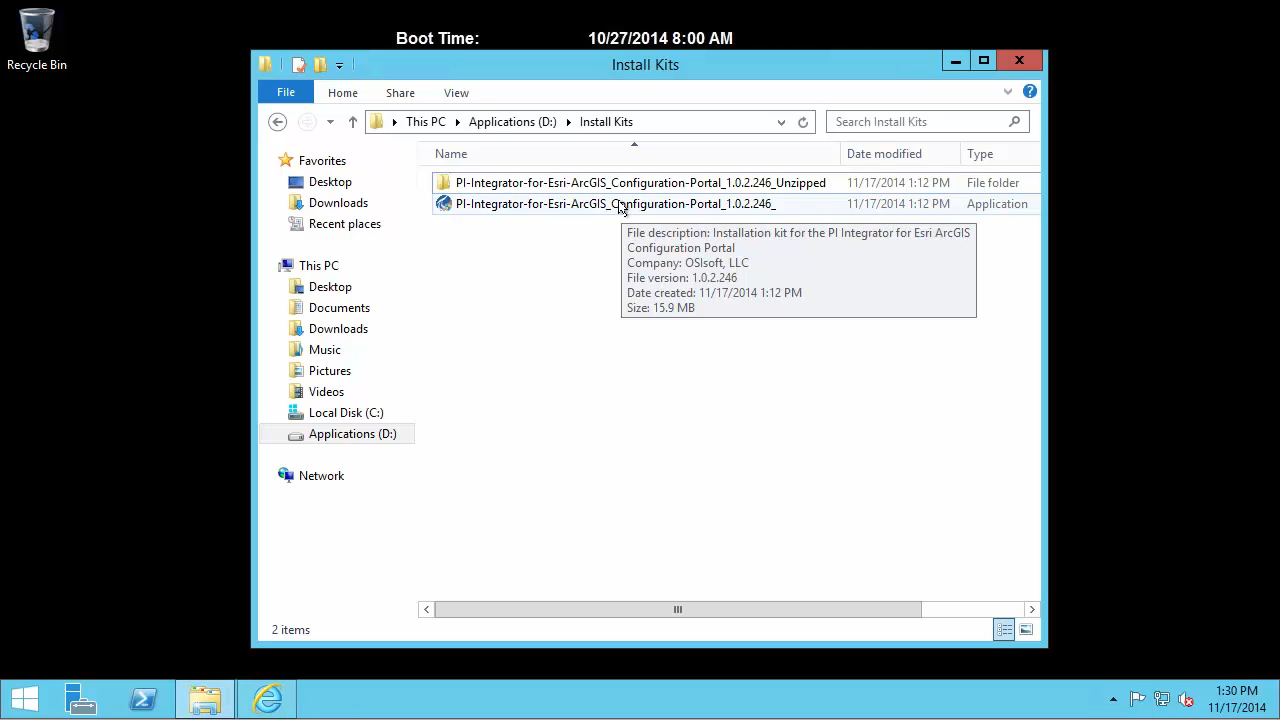 Recycle Bin
Boot Time: 10/27/2014 8:00 AM
Install Kits
File Home Share View
This PC Applications (D:) Install Kits
Search Install Kits
Name Date modified Type
PI-Integrator-for-Esri-ArcGIS_Configuration-Portal_1.0.2.246_Unzipped 11/17/2014 1:12 PM File folder
PI-Integrator-for-Esri-ArcGIS_Configuration-Portal_1.0.2.246_ 11/17/2014 1:12 PM Application
File description: Installation kit for the PI Integrator for Esri ArcGIS
Configuration Portal
Company: OSIsoft, LLC
File version: 1.0.2.246
Date created: 11/17/2014 1:12 PM
Size: 15.9 MB
Favorites
Desktop
Downloads
Recent places
This PC
Desktop
Documents
Downloads
Music
Pictures
Videos
Local Disk (C:)
Applications (D:)
Network
2 items
1:30 PM
11/17/2014